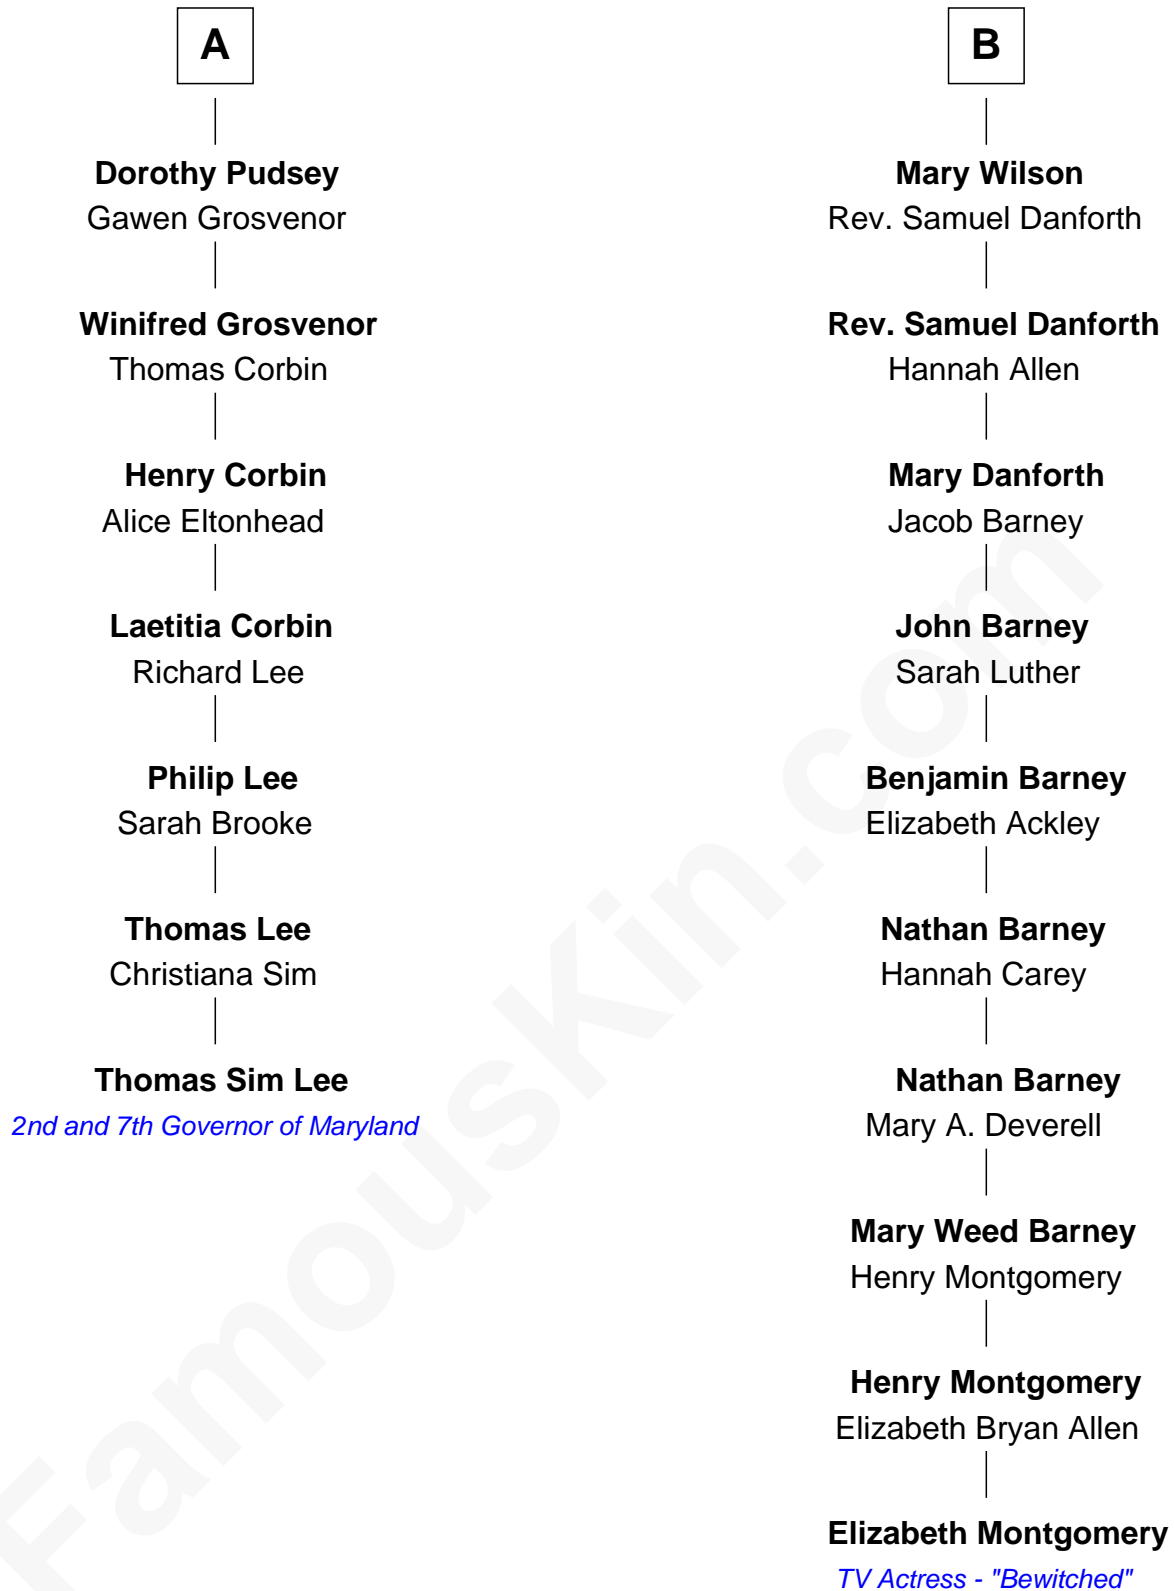 A
Dorothy Pudsey
Gawen Grosvenor
Winifred Grosvenor
Thomas Corbin
Henry Corbin
Alice Eltonhead
Laetitia Corbin
Richard Lee
Philip Lee
Sarah Brooke
Thomas Lee
Christiana Sim
Thomas Sim Lee
2nd and 7th Governor of Maryland
B
Mary Wilson
Rev. Samuel Danforth
Rev. Samuel Danforth
Hannah Allen
Mary Danforth
Jacob Barney
John Barney
Sarah Luther
Benjamin Barney
Elizabeth Ackley
Nathan Barney
Hannah Carey
Nathan Barney
Mary A. Deverell
Mary Weed Barney
Henry Montgomery
Henry Montgomery
Elizabeth Bryan Allen
Elizabeth Montgomery
TV Actress - "Bewitched"
FamousKin.com